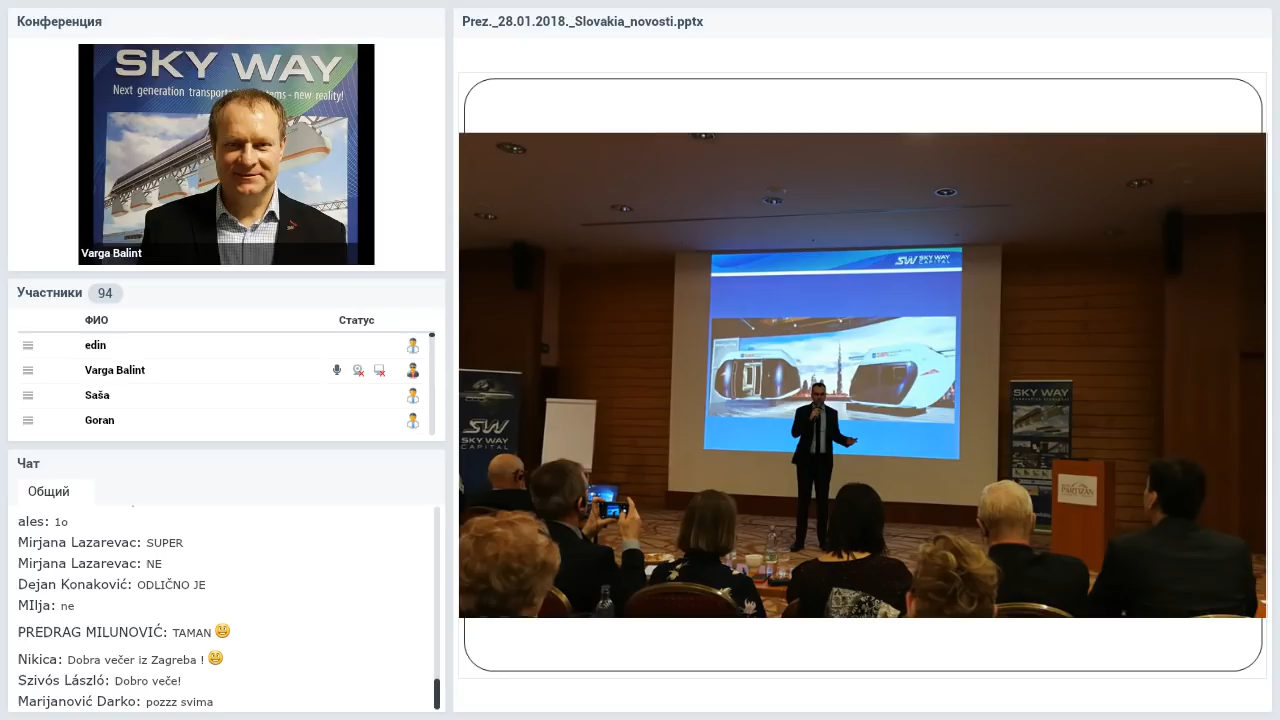 Конференция
SKY WAY
Next generation
- new reality!
Varga Balint
Участники 94
ФИО Статус
edin
Varga Balint
Saša
Goran
Чат
Общий
ales: 1o
Mirjana Lazarevac: SUPER
Mirjana Lazarevac: NE
Dejan Konaković: ODLIČNO JE
MIlja: ne
PREDRAG MILUNOVIĆ: TAMAN
Nikica: Dobra večer iz Zagreba !
Szivós László: Dobro veče!
Marijanović Darko: pozzz svima
Prez._28.01.2018._Slovakia_novosti.pptx
SW SKY WAY
CAPITAL
SW
SKY WAY
CAPITAL
SKY WAY
PARTIZAN